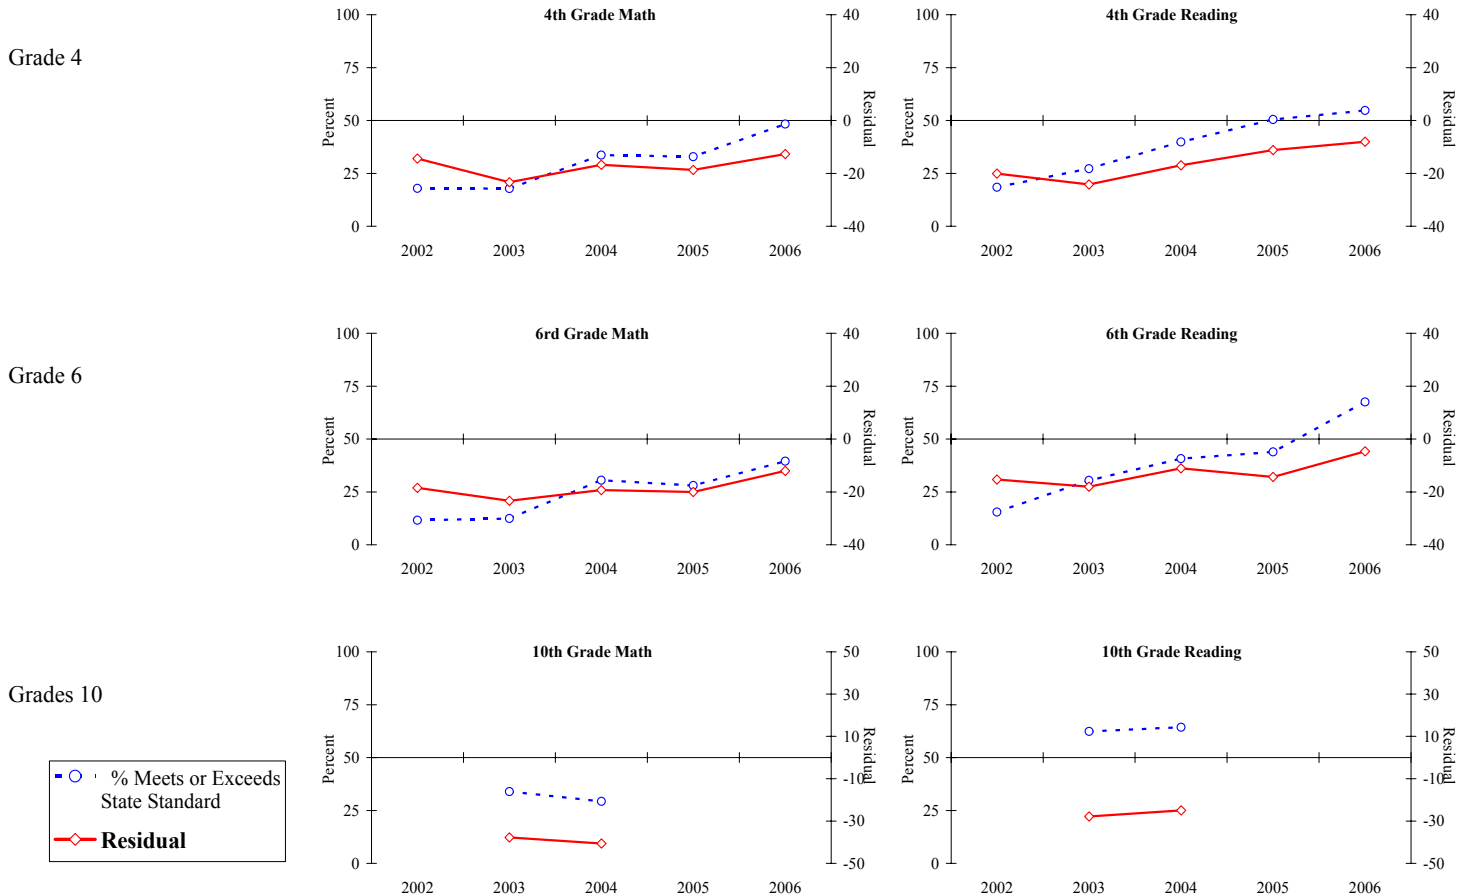 Grade 4
4th Grade Math
100
75
50
25
0
Percent
40
20
0
-20
-40
Residual
2002 2003 2004 2005 2006
4th Grade Reading
100
75
50
25
0
Percent
40
20
0
-20
-40
Residual
2002 2003 2004 2005 2006
Grade 6
6rd Grade Math
100
75
50
25
0
Percent
40
20
0
-20
-40
Residual
2002 2003 2004 2005 2006
6th Grade Reading
100
75
50
25
0
Percent
40
20
0
-20
-40
Residual
2002 2003 2004 2005 2006
Grades 10
10th Grade Math
100
75
50
25
0
Percent
50
30
10
-10
-30
-50
Residual
2002 2003 2004 2005 2006
10th Grade Reading
100
75
50
25
0
Percent
50
30
10
-10
-30
-50
Residual
2002 2003 2004 2005 2006
% Meets or Exceeds
State Standard
Residual